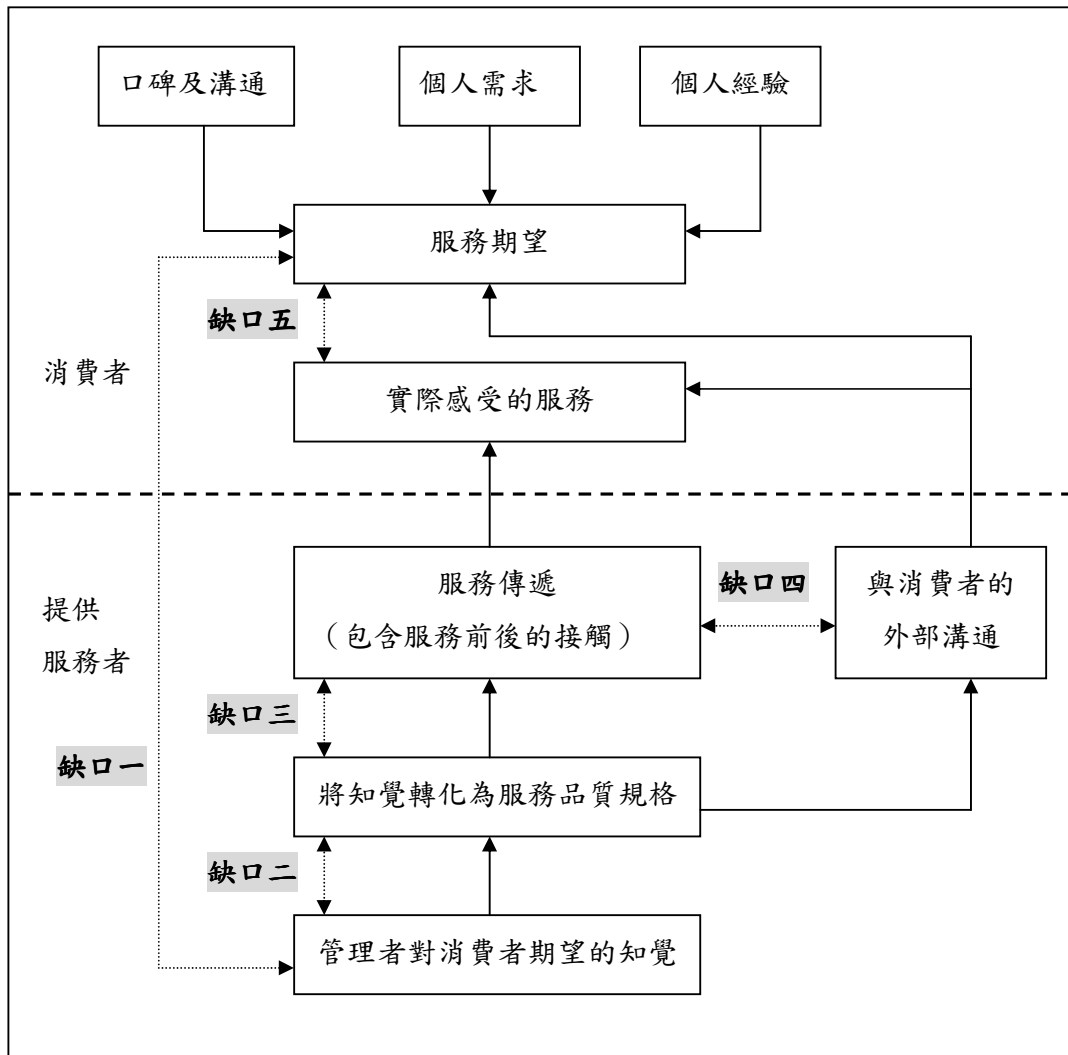 口碑及溝通
個人需求
個人經驗
服務期望
缺口五
消費者
實際感受的服務
服務傳遞
（包含服務前後的接觸）
缺口四
與消費者的
外部溝通
提供
服務者
缺口三
缺口一
將知覺轉化為服務品質規格
缺口二
管理者對消費者期望的知覺